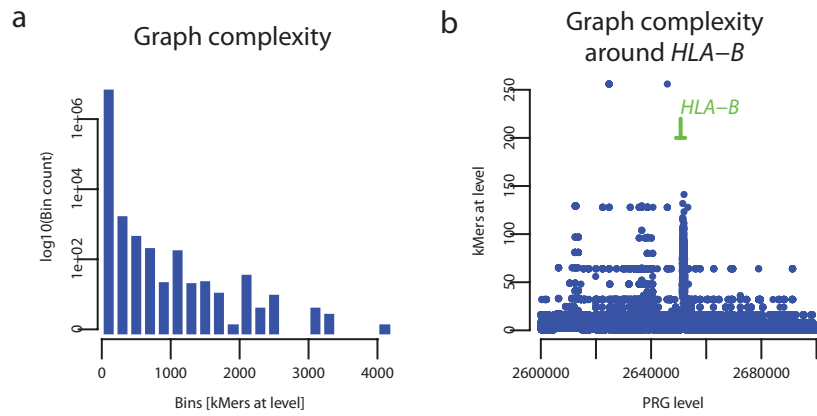 a
Graph complexity
log10(Bin count)
1e+06
1e+04
1e+02
0
0
1000
2000
3000
4000
Bins [kMers at level]
b
Graph complexity
around HLA−B
kMers at level
250
200
150
100
50
0
HLA−B
2600000
2640000
2680000
PRG level